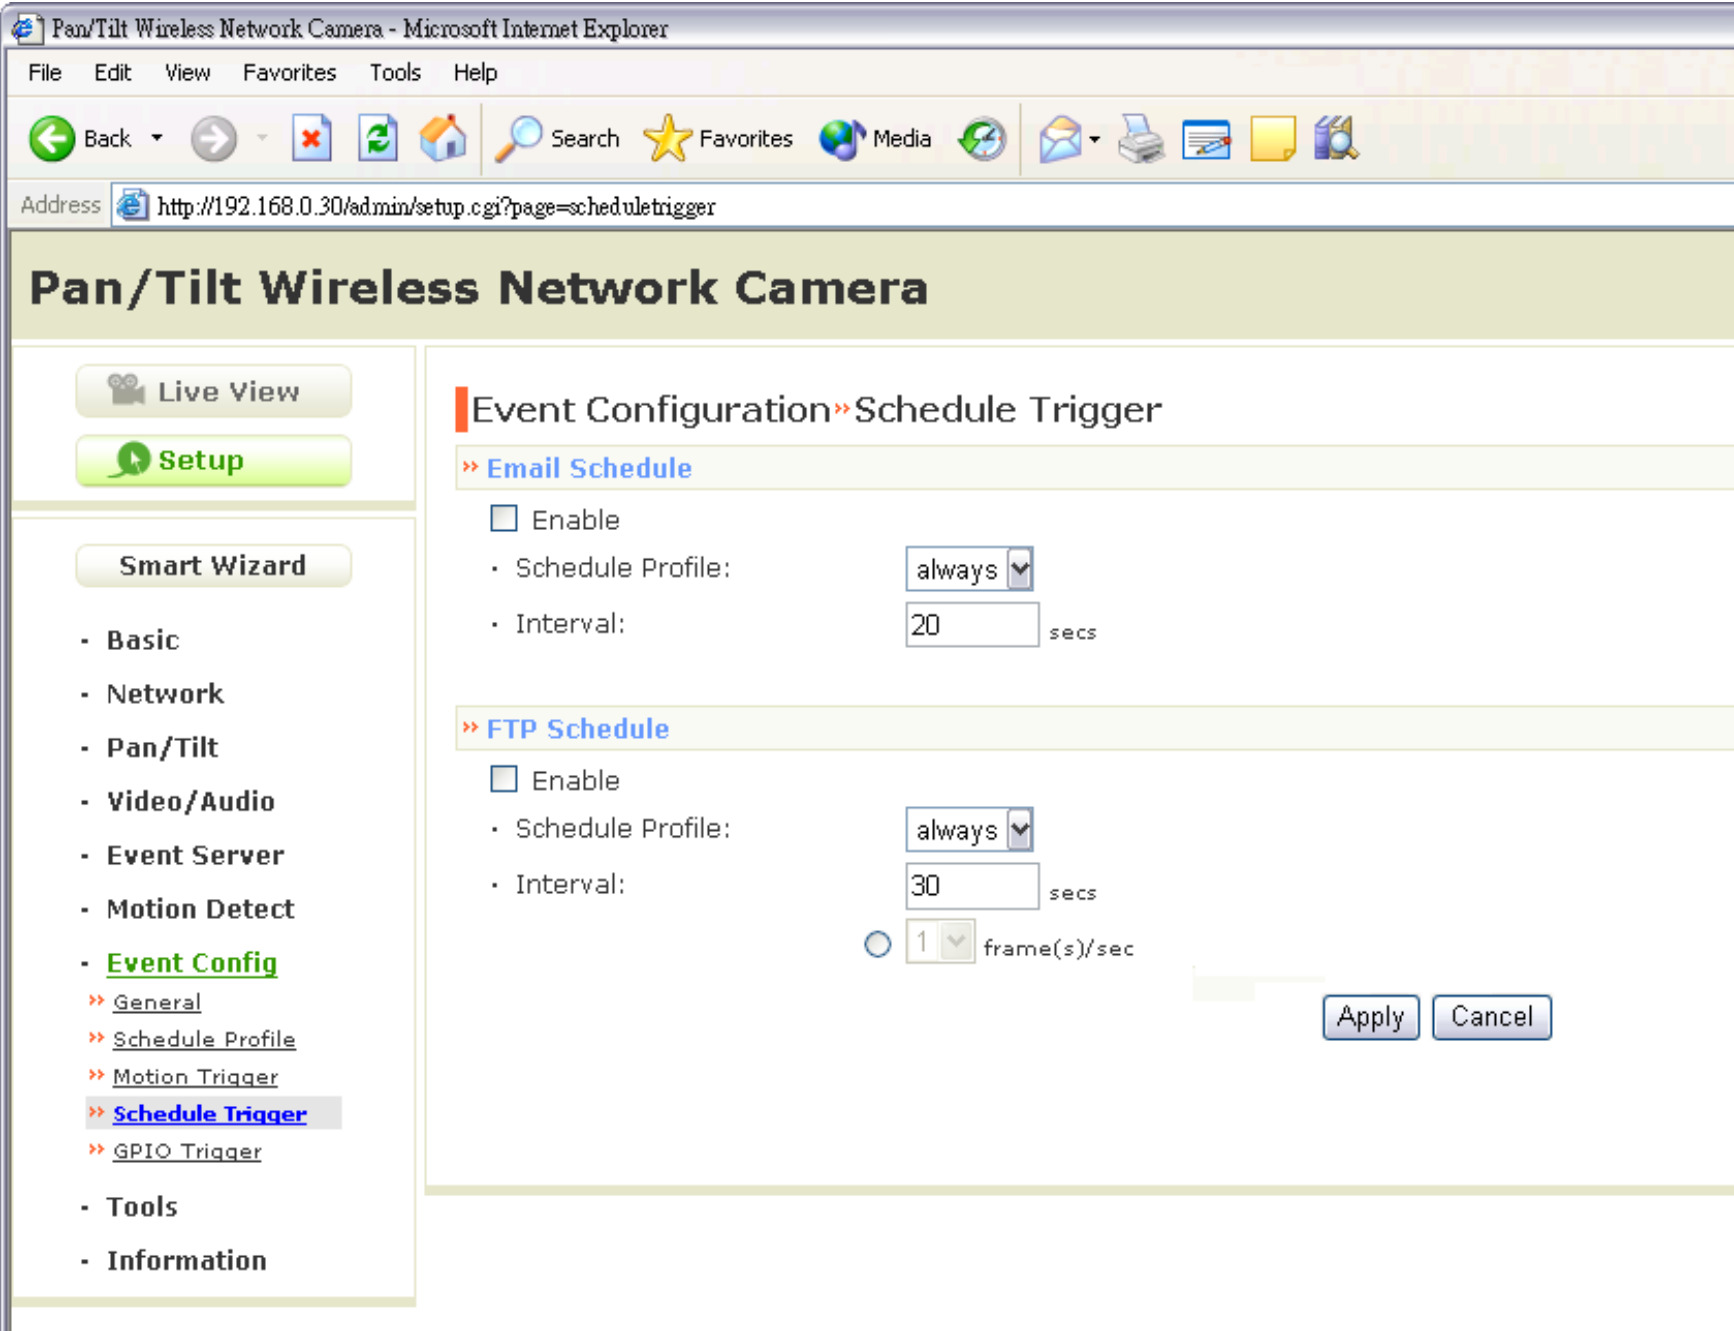 Pan/Tilt Wireless Network Camera - Microsoft Internet Explorer
File Edit View Favorites Tools Help
Back Search Favorites Media
Address http://192.168.0.30/admin/setup.cgi?page=scheduletrigger
Pan/Tilt Wireless Network Camera
Live View
Setup
Smart Wizard
- Basic
- Network
- Pan/Tilt
- Video/Audio
- Event Server
- Motion Detect
- Event Config
» General
» Schedule Profile
» Motion Trigger
» Schedule Trigger
» GPIO Trigger
- Tools
- Information
Event Configuration»Schedule Trigger
» Email Schedule
Enable
· Schedule Profile: always
· Interval: 20 secs
» FTP Schedule
Enable
· Schedule Profile: always
· Interval: 30 secs
1 frame(s)/sec
Apply Cancel